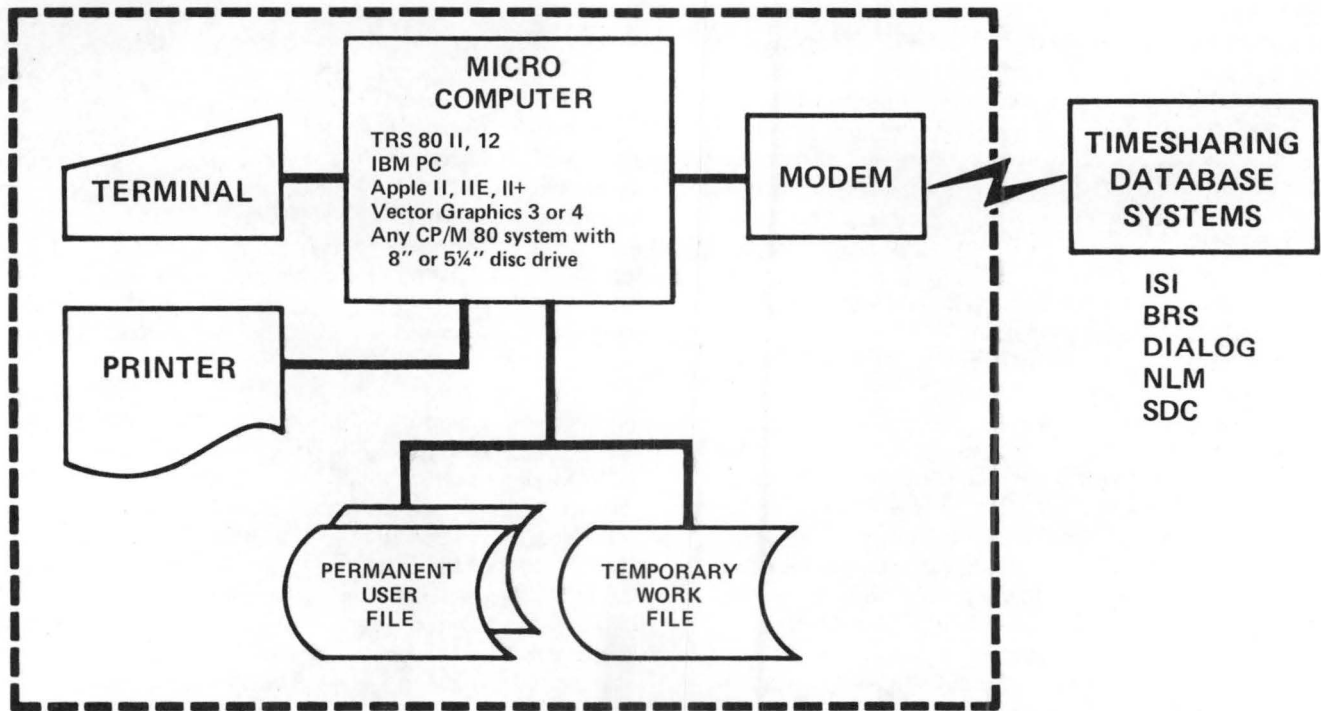 MICRO
COMPUTER
TRS 80 II, 12
IBM PC
Apple II, IIE, II+
Vector Graphics 3 or 4
Any CP/M 80 system with
8" or 5¼" disc drive
TERMINAL
MODEM
TIMESHARING
DATABASE
SYSTEMS
ISI
BRS
DIALOG
NLM
SDC
PRINTER
PERMANENT
USER
FILE
TEMPORARY
WORK
FILE